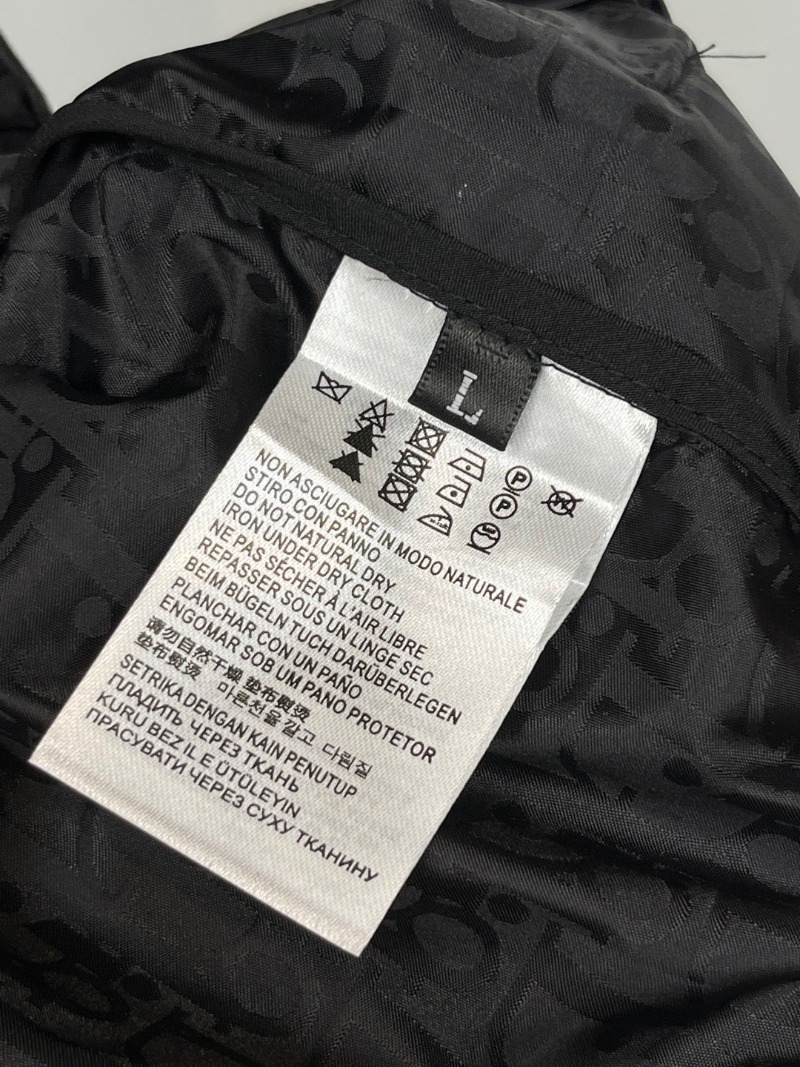 L
P
P
NON ASCIUGARE IN MODO NATURALE
STIRO CON PANNO
DO NOT NATURAL DRY
IRON UNDER DRY CLOTH
NE PAS SÉCHER À L'AIR LIBRE
REPASSER SOUS UN LINGE SEC
BEIM BÜGELN TUCH DARÜBERLEGEN
PLANCHAR CON UN PAÑO
ENGOMAR SOB UM PANO PROTETOR
请勿自然干燥 垫布熨烫
垫布熨烫 마른천을 깔고 다림질
SETRIKA DENGAN KAIN PENUTUP
ПЛАДИТЬ ЧЕРЕЗ ТКАНЬ
KURU BEZ IL E ÜTÜLEYIN
ПРАСУВАТИ ЧЕРЕЗ СУХУ ТКАНИНУ